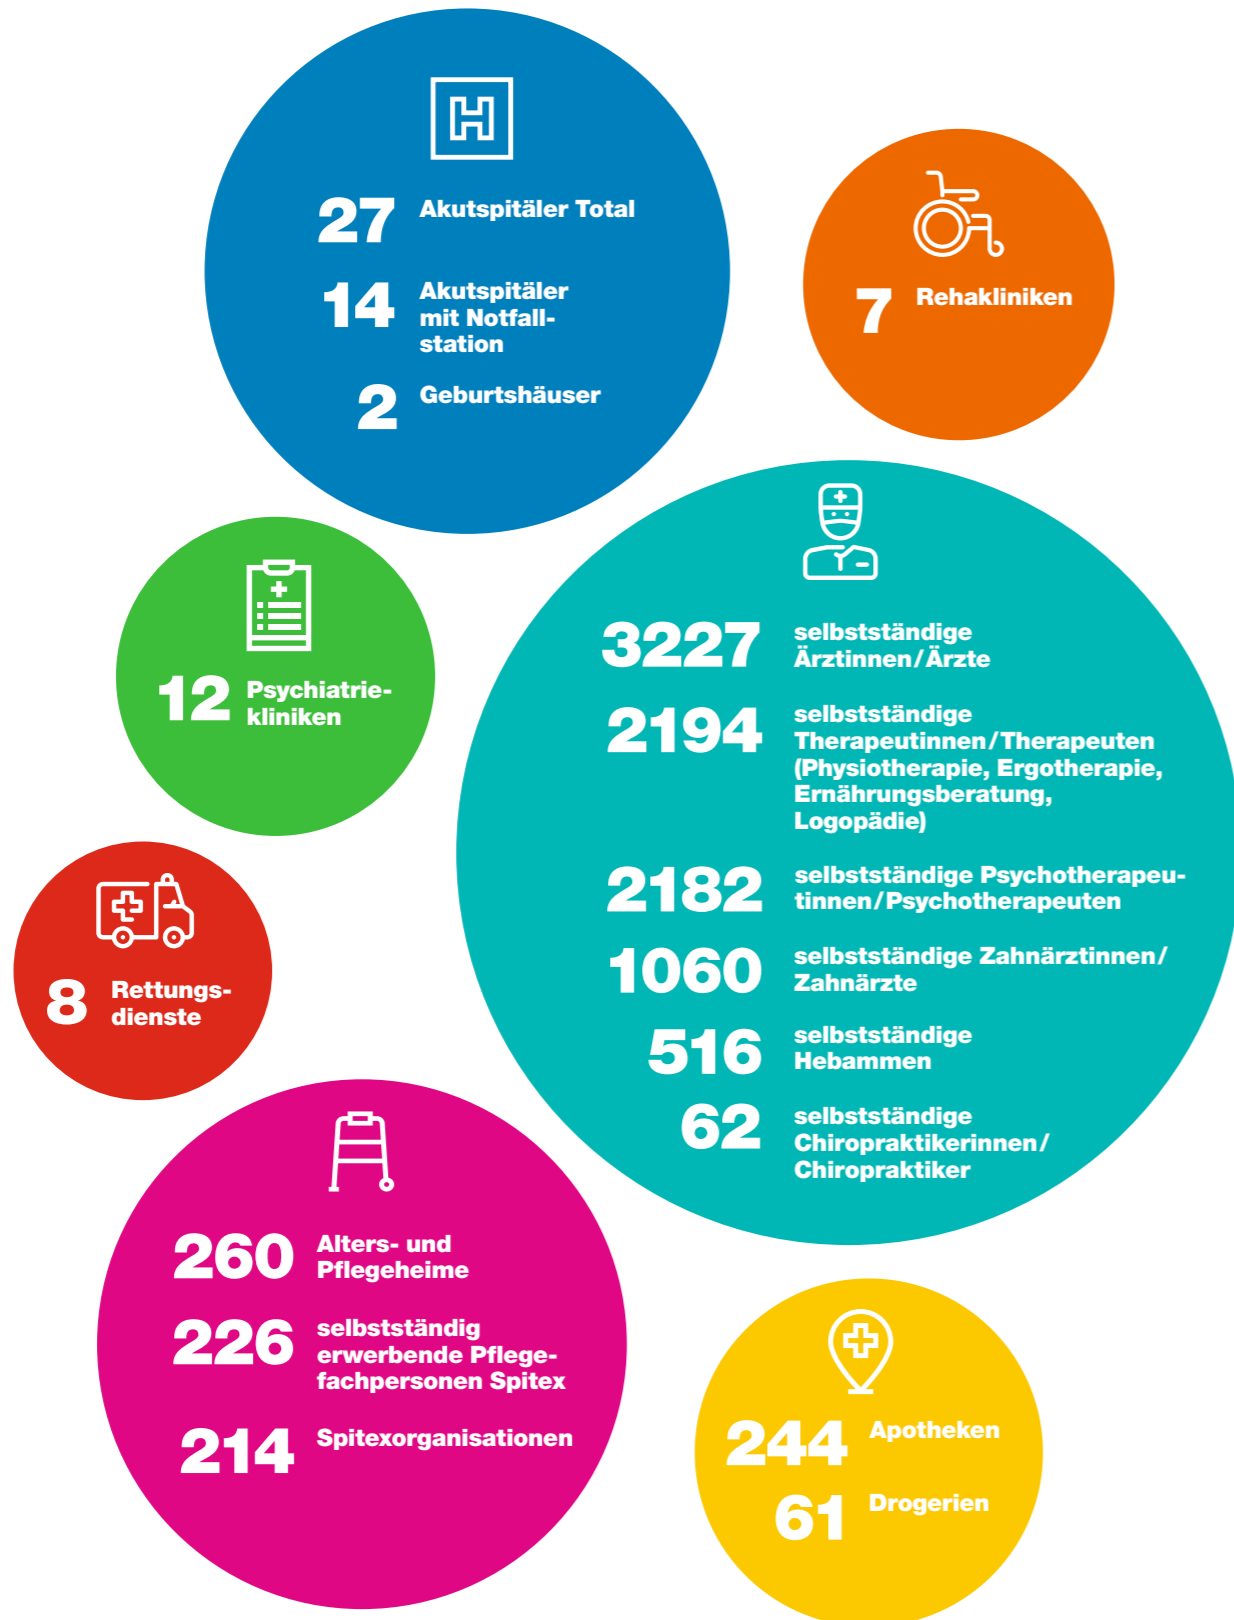 H
27 Akutspitäler Total
14 Akutspitäler
mit Notfall-
station
2 Geburtshäuser
7 Rehakliniken
12 Psychiatrie-
kliniken
3227 selbstständige
Ärztinnen/Ärzte
2194 selbstständige
Therapeutinnen/Therapeuten
(Physiotherapie, Ergotherapie,
Ernährungsberatung,
Logopädie)
2182 selbstständige Psychotherapeu-
tinnen/Psychotherapeuten
1060 selbstständige Zahnärztinnen/
Zahnärzte
516 selbstständige
Hebammen
62 selbstständige
Chiropraktikerinnen/
Chiropraktiker
8 Rettungs-
dienste
260 Alters- und
Pflegeheime
226 selbstständig
erwerbende Pflege-
fachpersonen Spitex
214 Spitexorganisationen
244 Apotheken
61 Drogerien